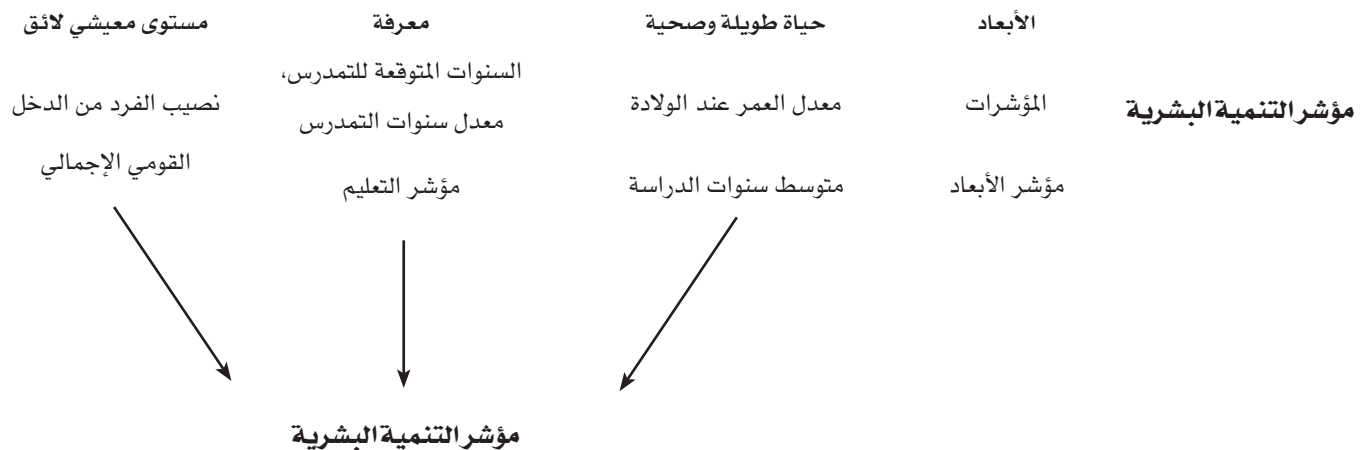 الأبعاد
حياة طويلة وصحية
معرفة
مستوى معيشي لائق
مؤشر التنمية البشرية
المؤشرات
معدل العمر عند الولادة
السنوات المتوقعة للتمدرس،
معدل سنوات التمدرس
نصيب الفرد من الدخل
القومي الإجمالي
مؤشر الأبعاد
متوسط سنوات الدراسة
مؤشر التعليم
مؤشر التنمية البشرية